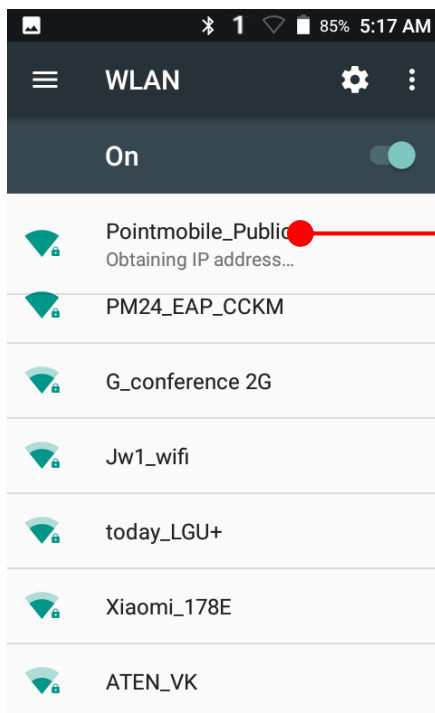 1 85% 5:17 AM
WLAN
On
Pointmobile_Public
Obtaining IP address...
PM24_EAP_CCKM
G_conference 2G
Jw1_wifi
today_LGU+
Xiaomi_178E
ATEN_VK